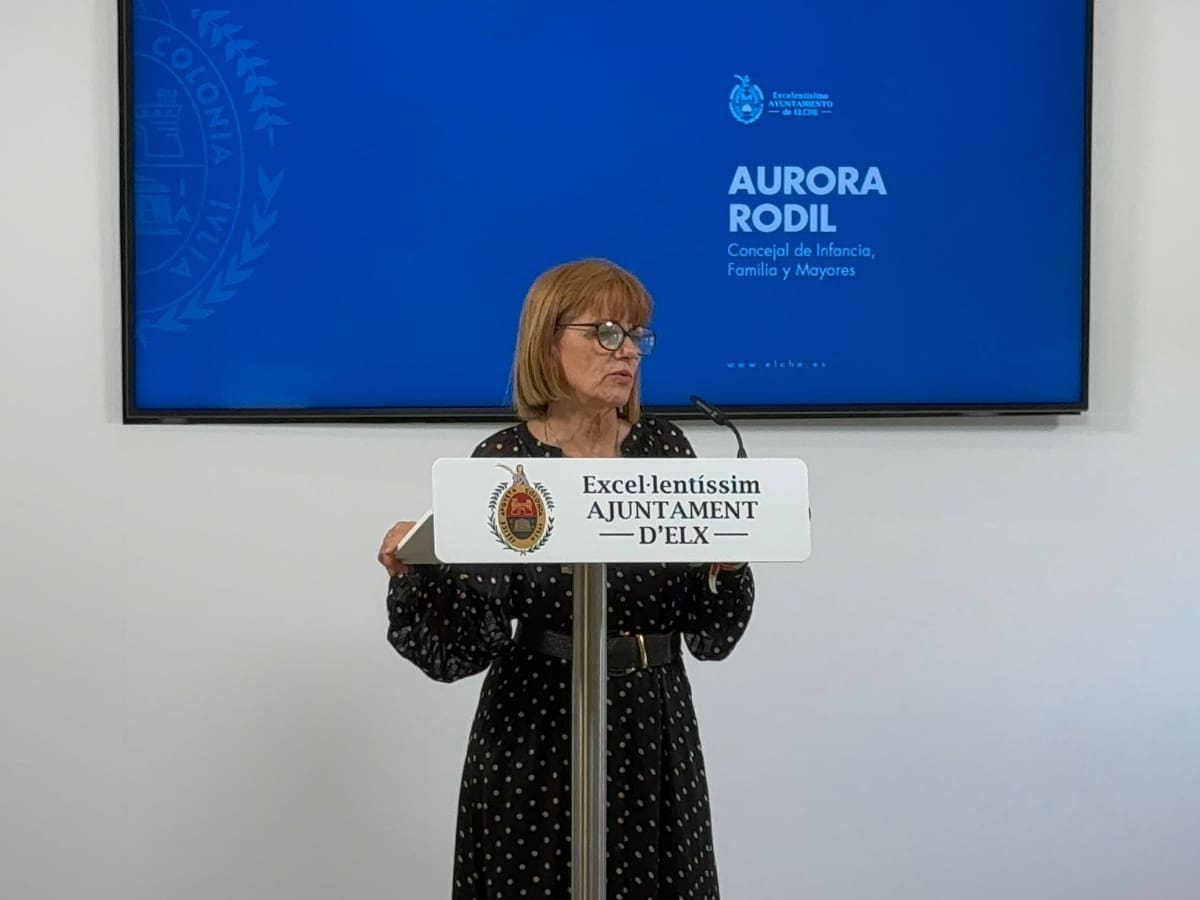 COLONIA IVLIA
Excelentísimo
AYUNTAMIENTO
de ELCHE
AURORA
RODIL
Concejal de Infancia,
Familia y Mayores
www.elche.es
Excel·lentíssim
AJUNTAMENT
D'ELX